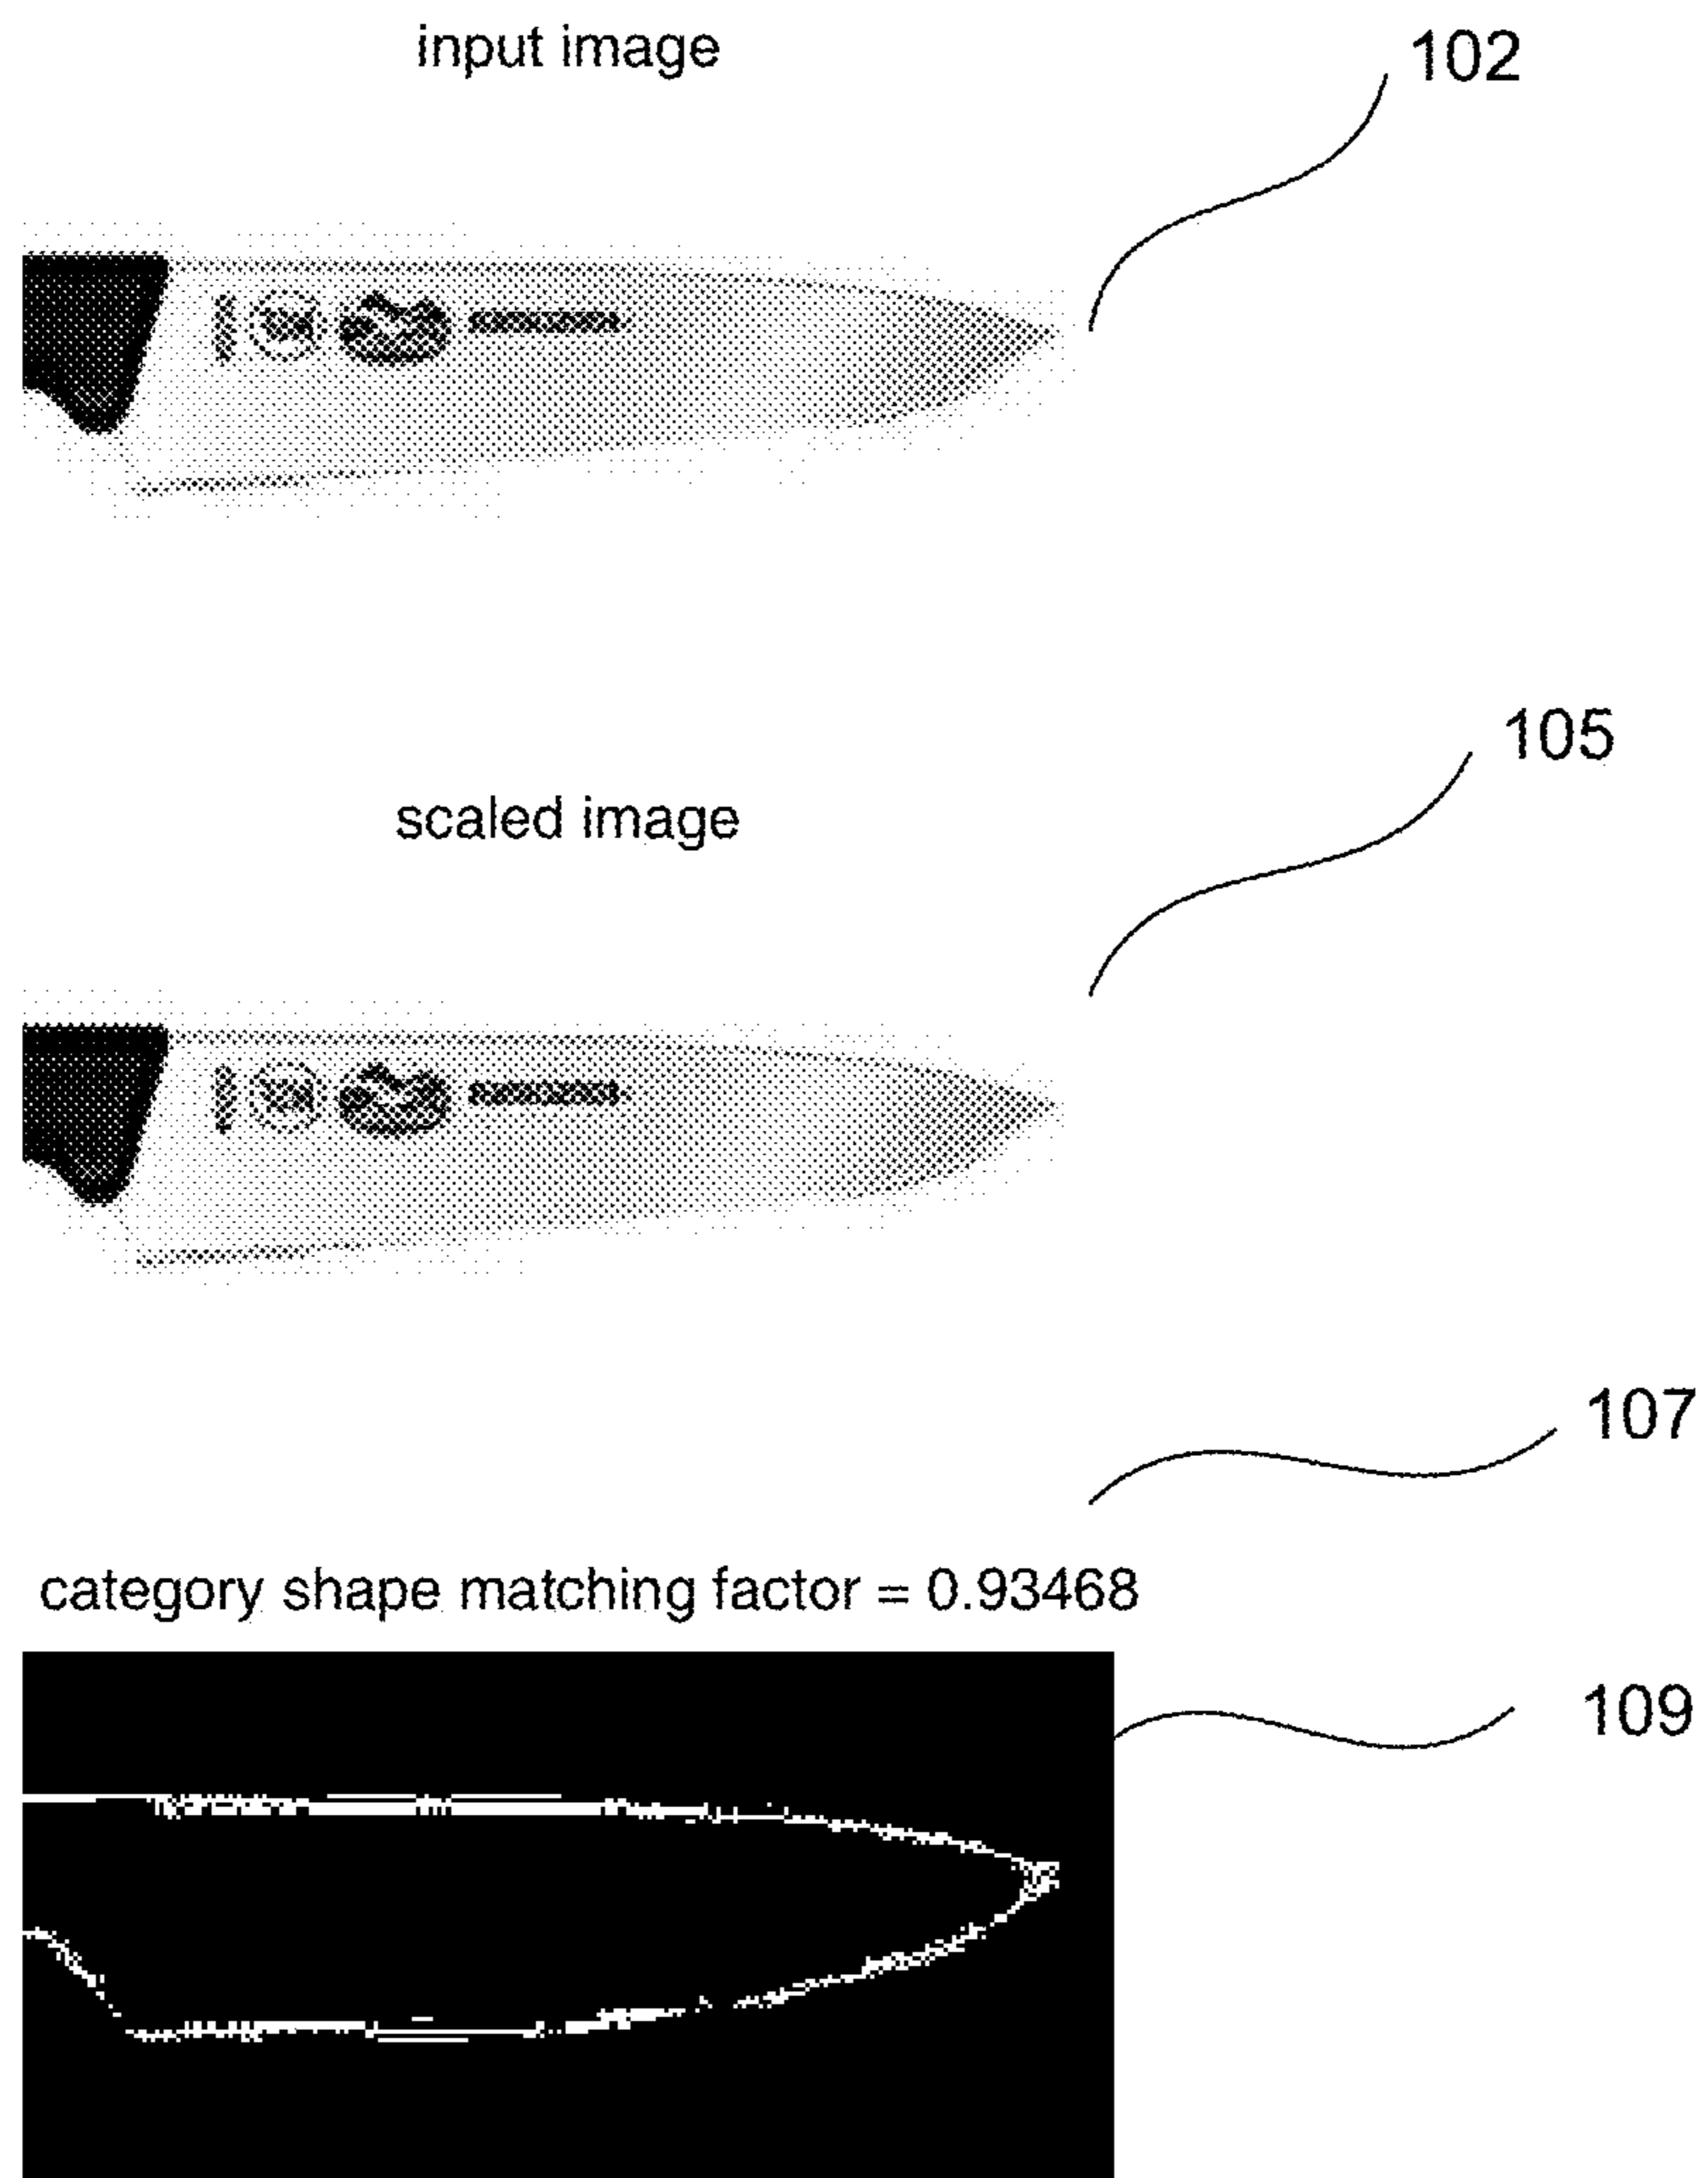 input image
102
105
scaled image
107
category shape matching factor = 0.93468
109